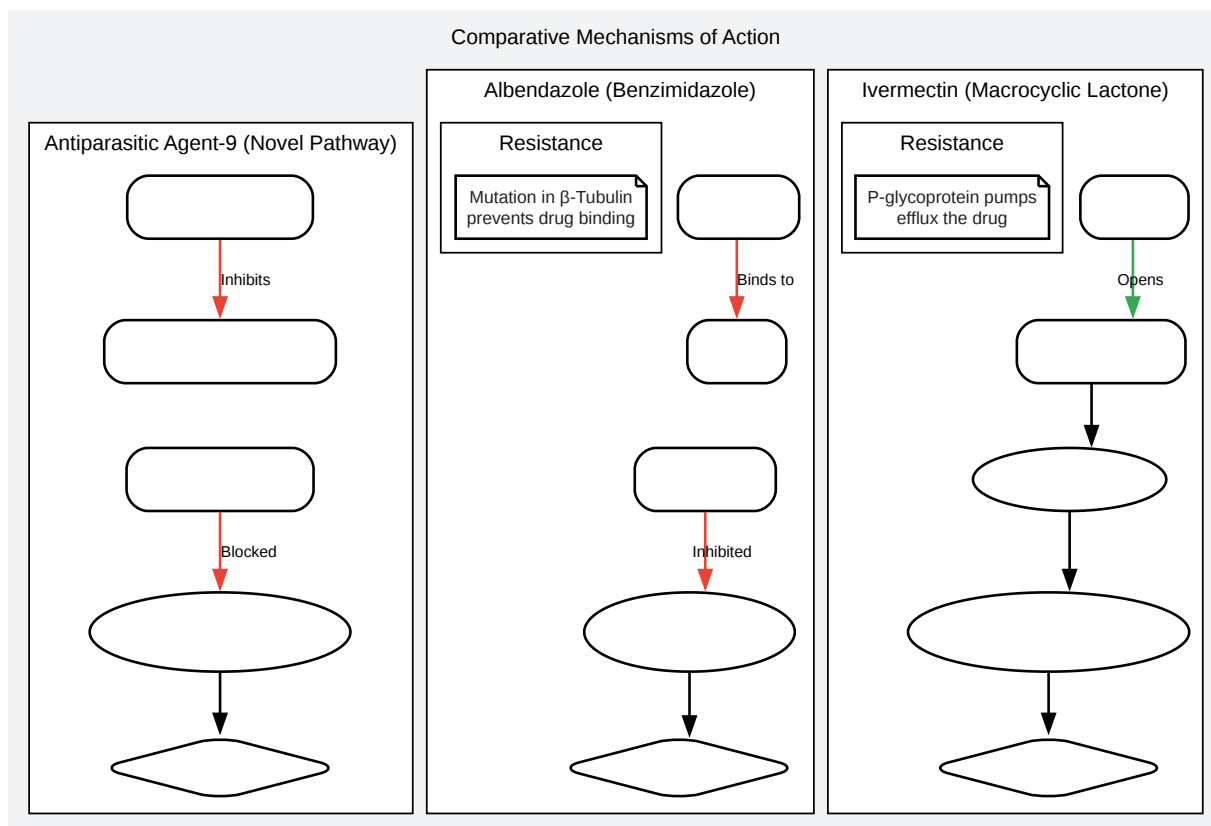 Comparative Mechanisms of Action
Antiparasitic Agent-9 (Novel Pathway)
Inhibits
Blocked
Albendazole (Benzimidazole)
Resistance
Mutation in β-Tubulin
prevents drug binding
Binds to
Inhibited
Ivermectin (Macrocyclic Lactone)
Resistance
P-glycoprotein pumps
efflux the drug
Opens